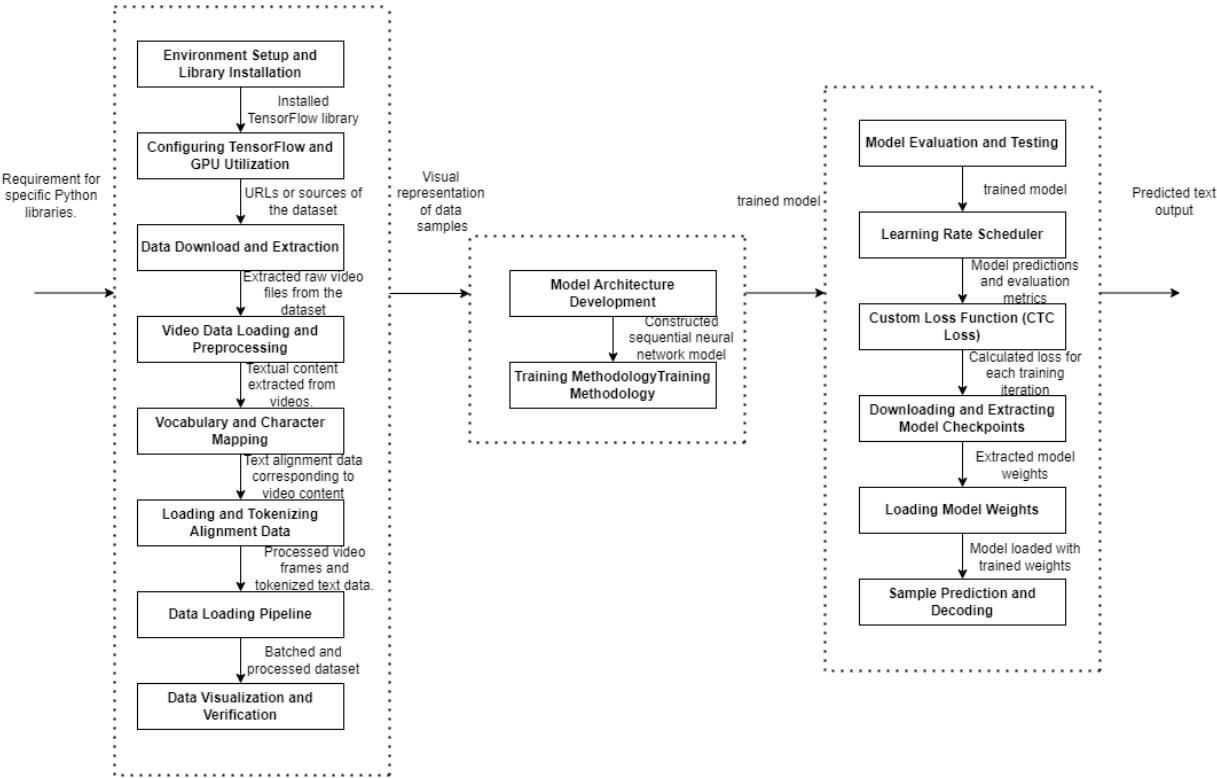 Requirement for
specific Python
libraries.
Environment Setup and
Library Installation
Installed
TensorFlow library
Configuring TensorFlow and
GPU Utilization
URLs or sources of
the dataset
Data Download and Extraction
Extracted raw video
files from the
dataset
Video Data Loading and
Preprocessing
Textual content
extracted from
videos.
Vocabulary and Character
Mapping
Text alignment data
corresponding to
video content
Loading and Tokenizing
Alignment Data
Processed video
frames and
tokenized text data.
Data Loading Pipeline
Batched and
processed dataset
Data Visualization and
Verification
Visual
representation
of data
samples
Model Architecture
Development
Constructed
sequential neural
network model
Training MethodologyTraining
Methodology
trained model
Model Evaluation and Testing
trained model
Learning Rate Scheduler
Model predictions
and evaluation
metrics
Custom Loss Function (CTC
Loss)
Calculated loss for
each training
iteration
Downloading and Extracting
Model Checkpoints
Extracted model
weights
Loading Model Weights
Model loaded with
trained weights
Sample Prediction and
Decoding
Predicted text
output